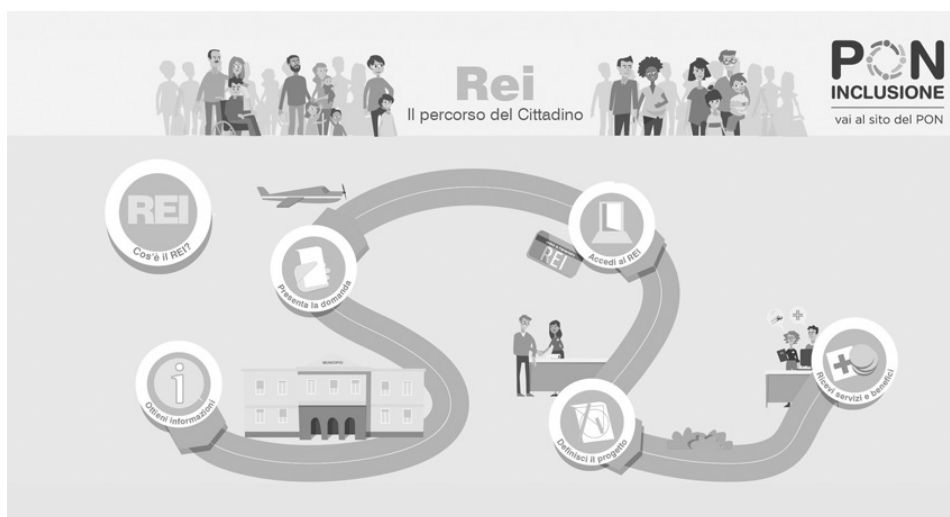 Rei
Il percorso del Cittadino
PON
INCLUSIONE
vai al sito del PON
REI
Cos'è il REI?
Presenta la domanda
Accedi al REI
REI
MUNICIPIO
Ottieni informazioni
Definisci il progetto
Ricevi servizi e benefici